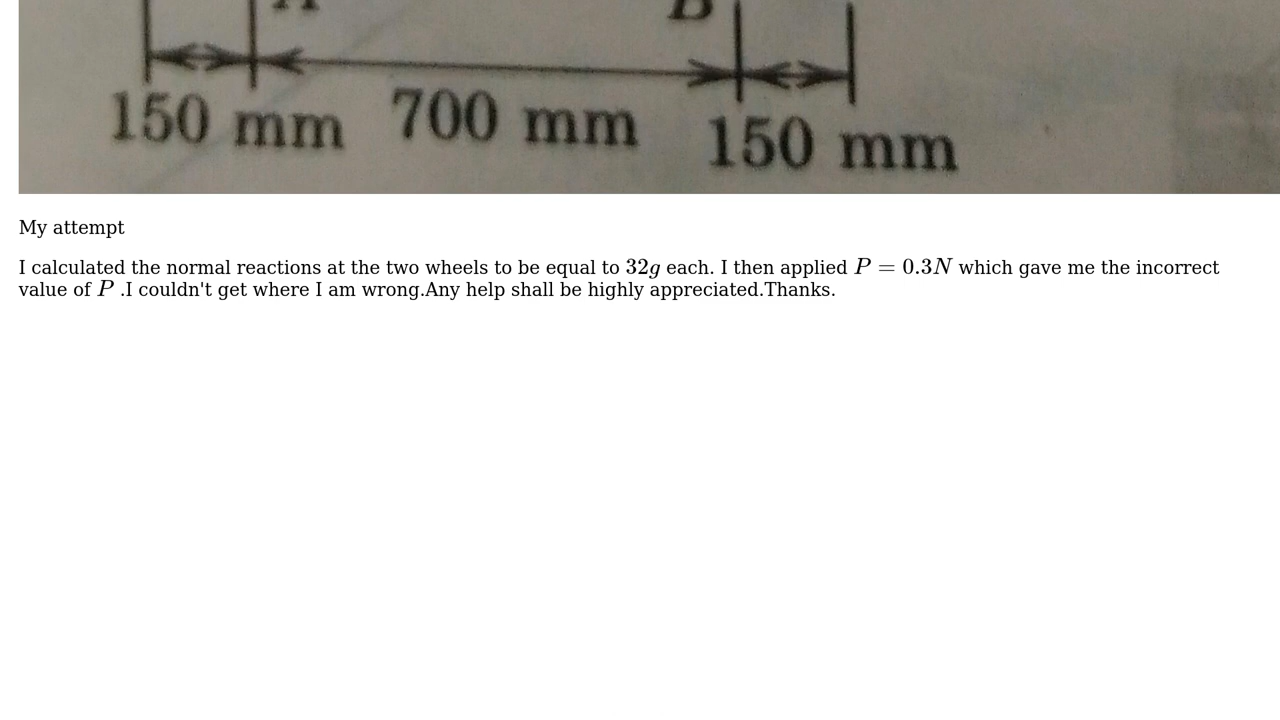 A B
150 mm 700 mm 150 mm
My attempt
I calculated the normal reactions at the two wheels to be equal to 32g each. I then applied P = 0.3N which gave me the incorrect
value of P .I couldn't get where I am wrong.Any help shall be highly appreciated.Thanks.